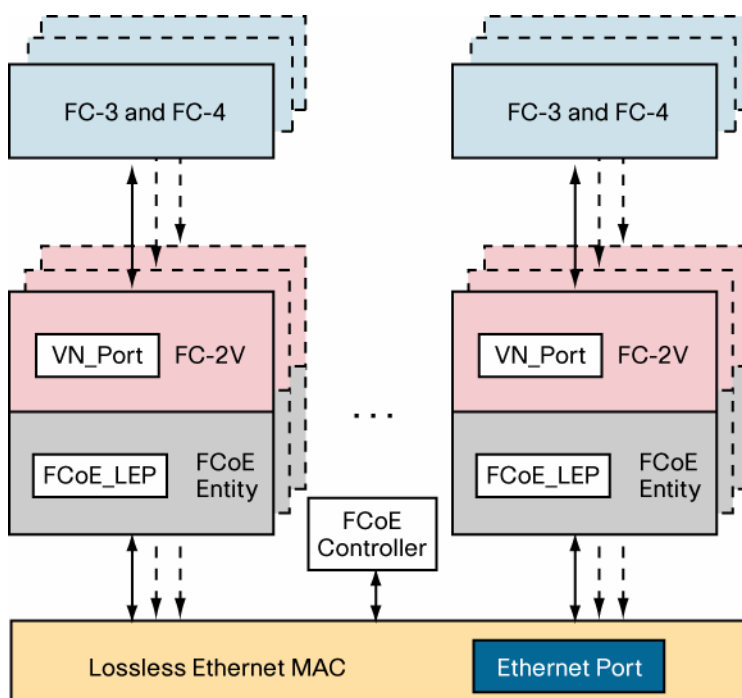 FC-3 and FC-4
FC-3 and FC-4
VN_Port
FC-2V
VN_Port
FC-2V
...
FCoE_LEP
FCoE
Entity
FCoE_LEP
FCoE
Entity
FCoE
Controller
Lossless Ethernet MAC
Ethernet Port